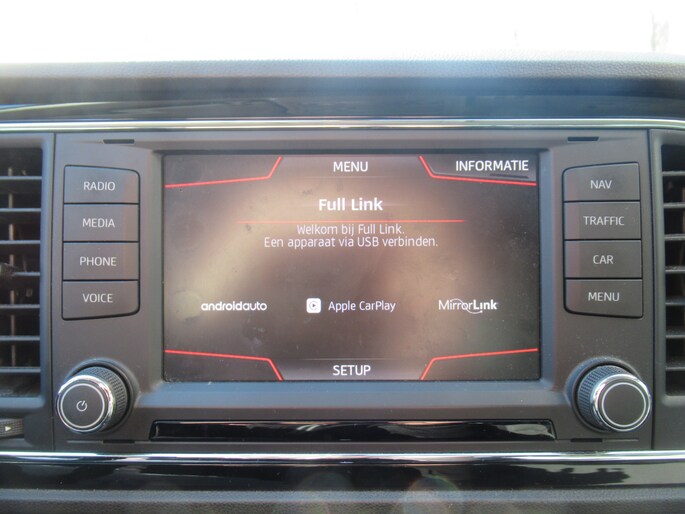 MENU
INFORMATIE
Full Link
Welkom bij Full Link.
Een apparaat via USB verbinden.
androidauto
Apple CarPlay
MirrorLink
SETUP
RADIO
MEDIA
PHONE
VOICE
NAV
TRAFFIC
CAR
MENU